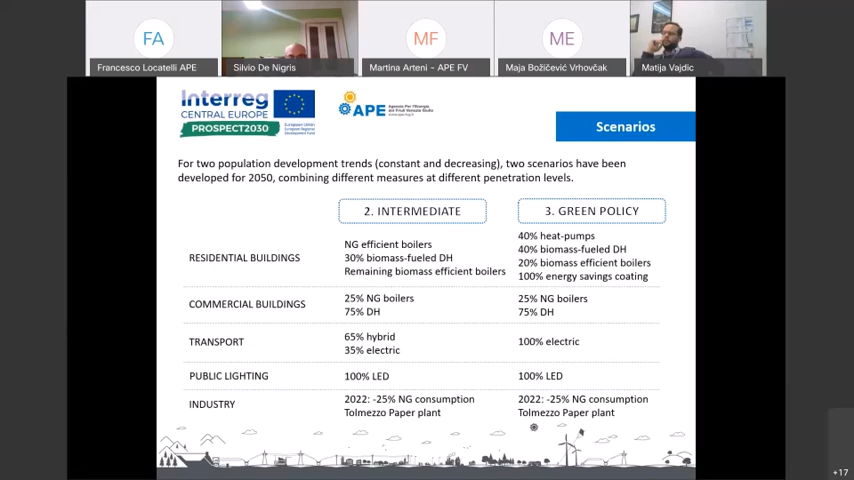 FA
MF
ME
Francesco Locatelli APE
Silvio De Nigris
Martina Arteni - APE FV
Maja Božičević Vrhovčak
Matija Vajdic
Interreg
CENTRAL EUROPE
PROSPECT2030
European Union
European Regional
Development Fund
APE
Scenarios
For two population development trends (constant and decreasing), two scenarios have been
developed for 2050, combining different measures at different penetration levels.
2. INTERMEDIATE
3. GREEN POLICY
RESIDENTIAL BUILDINGS
NG efficient boilers
30% biomass-fueled DH
Remaining biomass efficient boilers
40% heat-pumps
40% biomass-fueled DH
20% biomass efficient boilers
100% energy savings coating
COMMERCIAL BUILDINGS
25% NG boilers
75% DH
25% NG boilers
75% DH
TRANSPORT
65% hybrid
35% electric
100% electric
PUBLIC LIGHTING
100% LED
100% LED
INDUSTRY
2022: -25% NG consumption
Tolmezzo Paper plant
2022: -25% NG consumption
Tolmezzo Paper plant
+17